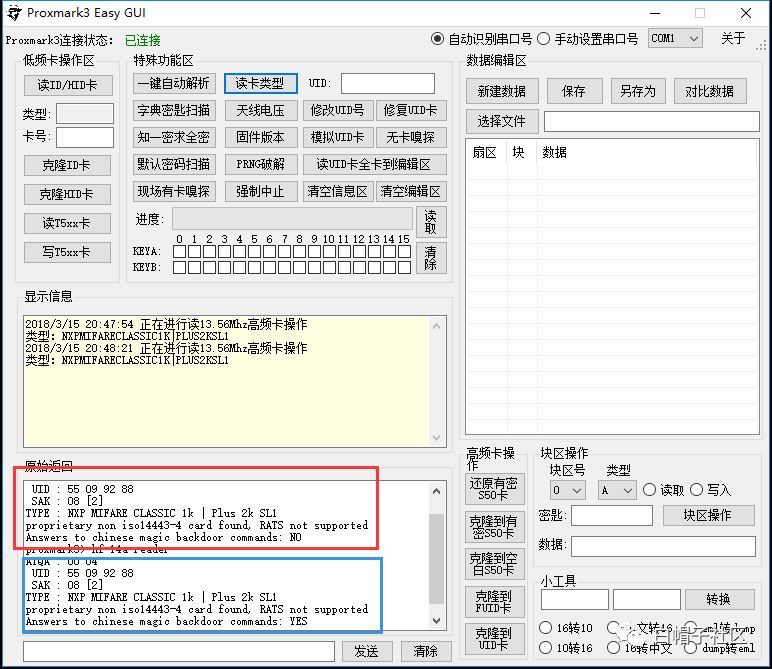 Proxmark3 Easy GUI
Proxmark3连接状态: 已连接
自动识别串口号 手动设置串口号 COM1 关于
低频卡操作区
读ID/HID卡
类型:
卡号:
克隆ID卡
克隆HID卡
读T5xx卡
写T5xx卡
特殊功能区
一键自动解析 读卡类型 UID:
字典密匙扫描 天线电压 修改UID号 修复UID卡
知一密求全密 固件版本 模拟UID卡 无卡嗅探
默认密码扫描 PRNG破解 读UID卡全卡到编辑区
现场有卡嗅探 强制中止 清空信息区 清空编辑区
进度: 读取
0 1 2 3 4 5 6 7 8 9 10 11 12 13 14 15
KEYA:
KEYB:
清除
数据编辑区
新建数据 保存 另存为 对比数据
选择文件
扇区 块 数据
显示信息
2018/3/15 20:47:54 正在进行读13.56Mhz高频卡操作
类型: NXPMIFARECLASSIC1K|PLUS2KSL1
2018/3/15 20:48:21 正在进行读13.56Mhz高频卡操作
类型: NXPMIFARECLASSIC1K|PLUS2KSL1
原始返回
UID : 55 09 92 88
SAK : 08 [2]
TYPE : NXP MIFARE CLASSIC 1k | Plus 2k SL1
proprietary non iso14443-4 card found, RATS not supported
Answers to chinese magic backdoor commands: NO
proxmark3> hf 14a reader
ATQA : 00 04
UID : 55 09 92 88
SAK : 08 [2]
TYPE : NXP MIFARE CLASSIC 1k | Plus 2k SL1
proprietary non iso14443-4 card found, RATS not supported
Answers to chinese magic backdoor commands: YES
发送 清除
高频卡操作
还原有密S50卡
克隆到有密S50卡
克隆到空白S50卡
克隆到FUID卡
克隆到UID卡
块区操作
块区号 类型
0 A 读取 写入
密匙: 块区操作
数据:
小工具
转换
16转10 中文转16 eml转dump
10转16 16转中文 dump转eml
白帽子社区